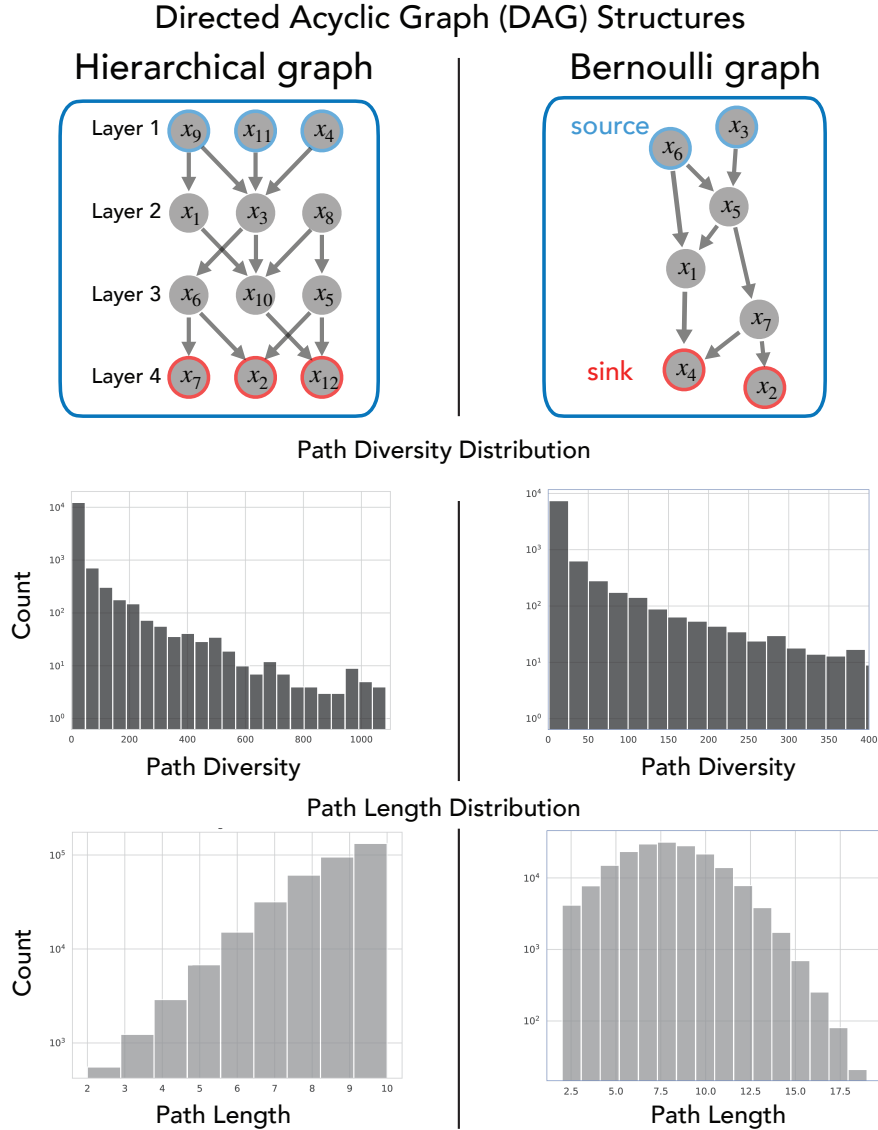 Directed Acyclic Graph (DAG) Structures
Hierarchical graph
Bernoulli graph
Layer 1
x9
x11
x4
Layer 2
x1
x3
x8
Layer 3
x6
x10
x5
Layer 4
x7
x2
x12
source
x6
x3
x5
x1
x7
sink
x4
x2
Path Diversity Distribution
Count
10^4
10^3
10^2
10^1
10^0
0 200 400 600 800 1000
Path Diversity
10^4
10^3
10^2
10^1
10^0
0 50 100 150 200 250 300 350 400
Path Diversity
Path Length Distribution
Count
10^5
10^4
10^3
2 3 4 5 6 7 8 9 10
Path Length
10^4
10^3
10^2
2.5 5.0 7.5 10.0 12.5 15.0 17.5
Path Length